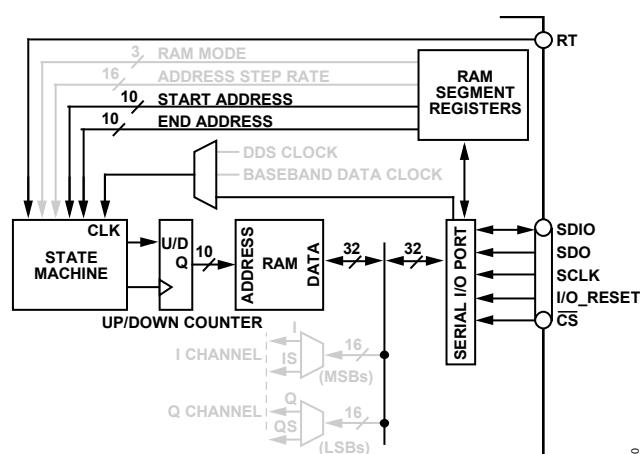 RT
3 RAM MODE
16 ADDRESS STEP RATE
10 START ADDRESS
10 END ADDRESS
RAM
SEGMENT
REGISTERS
DDS CLOCK
BASEBAND DATA CLOCK
CLK
STATE
MACHINE
U/D
Q
10
UP/DOWN COUNTER
ADDRESS
RAM
DATA
32
32
SERIAL I/O PORT
SDIO
SDO
SCLK
I/O_RESET
CS
I CHANNEL
I
IS
16
(MSBs)
Q CHANNEL
Q
QS
16
(LSBs)
0